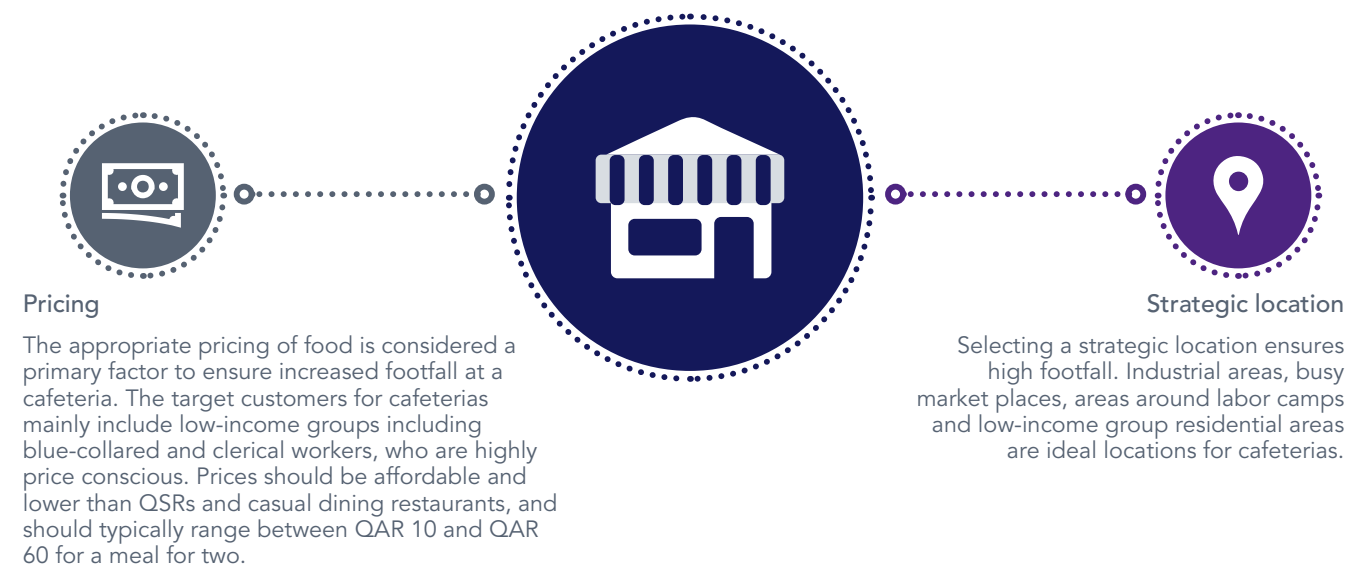 Pricing
The appropriate pricing of food is considered a
primary factor to ensure increased footfall at a
cafeteria. The target customers for cafeterias
mainly include low-income groups including
blue-collared and clerical workers, who are highly
price conscious. Prices should be affordable and
lower than QSRs and casual dining restaurants, and
should typically range between QAR 10 and QAR
60 for a meal for two.
Strategic location
Selecting a strategic location ensures
high footfall. Industrial areas, busy
market places, areas around labor camps
and low-income group residential areas
are ideal locations for cafeterias.